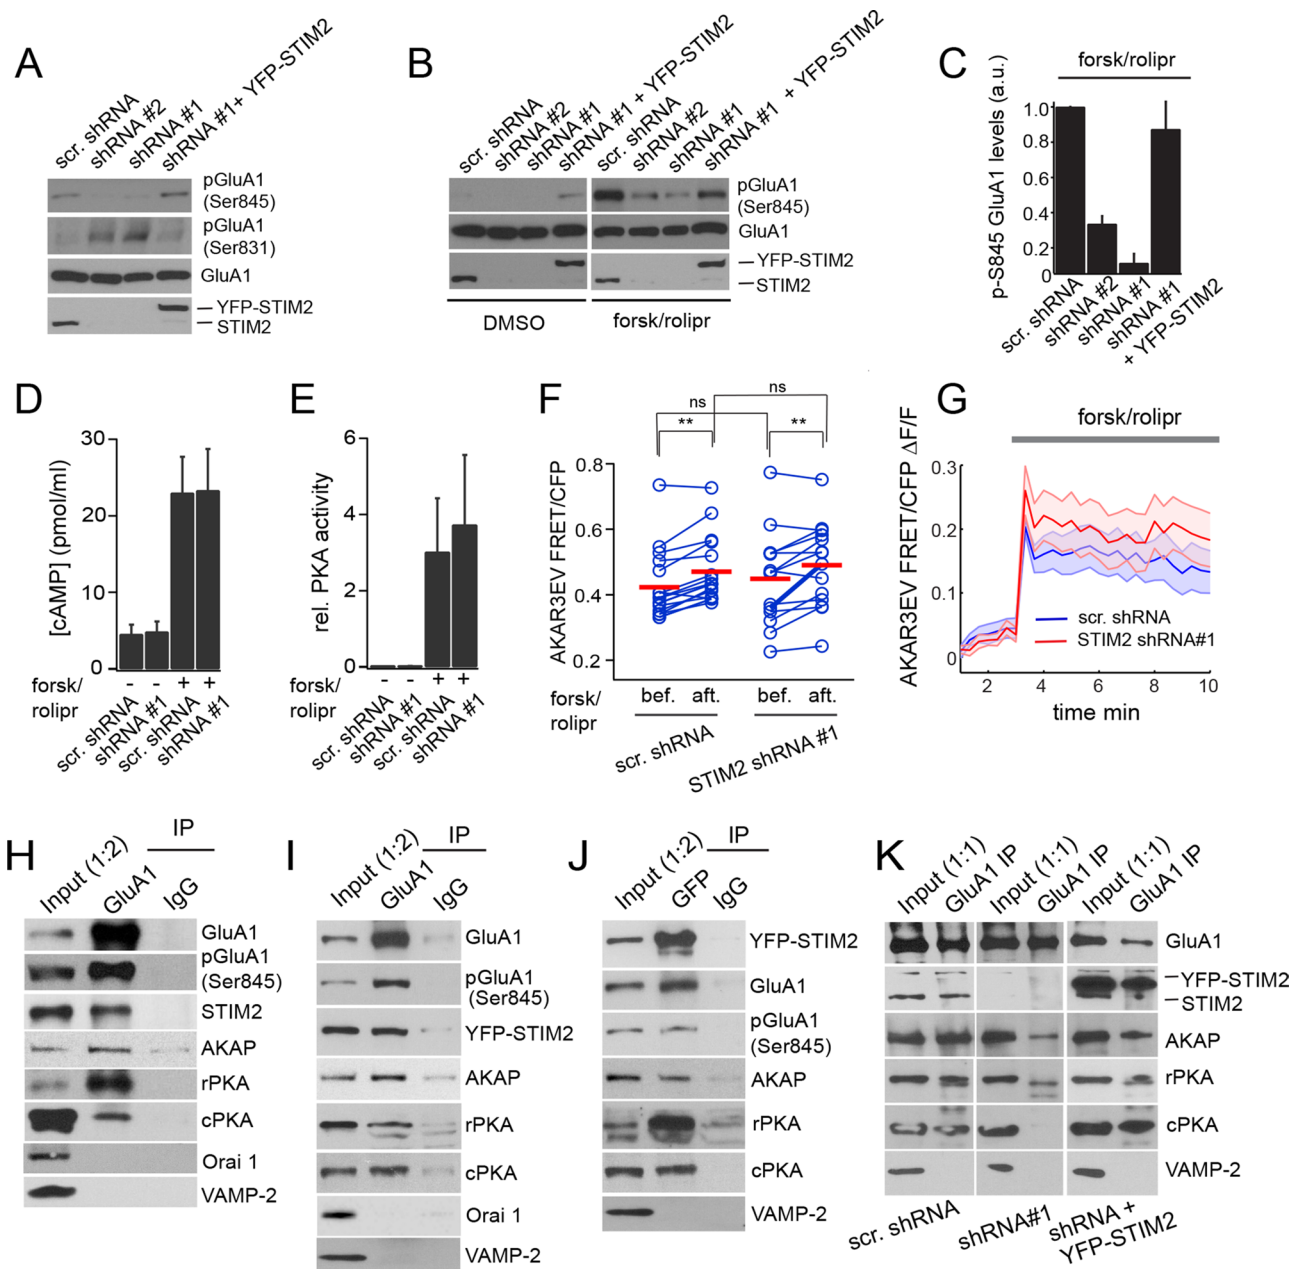 A
scr. shRNA
shRNA #2
shRNA #1
shRNA #1+ YFP-STIM2
pGluA1
(Ser845)
pGluA1
(Ser831)
GluA1
YFP-STIM2
STIM2
B
scr. shRNA
shRNA #2
shRNA #1
shRNA #1 + YFP-STIM2
scr. shRNA
shRNA #2
shRNA #1
shRNA #1 + YFP-STIM2
pGluA1
(Ser845)
GluA1
YFP-STIM2
STIM2
DMSO
forsk/rolipr
C
forsk/rolipr
p-S845 GluA1 levels (a.u.)
1.0
0.8
0.6
0.4
0.2
0
scr. shRNA
shRNA #2
shRNA #1
shRNA #1
+ YFP-STIM2
D
[cAMP] (pmol/ml)
30
20
10
0
forsk/
rolipr
- - + +
scr. shRNA
shRNA #1
scr. shRNA
shRNA #1
E
rel. PKA activity
6
4
2
0
forsk/
rolipr
- - + +
scr. shRNA
shRNA #1
scr. shRNA
shRNA #1
F
ns
ns
**
**
AKAR3EV FRET/CFP
0.8
0.6
0.4
0.2
forsk/
rolipr
bef. aft. bef. aft.
scr. shRNA
STIM2 shRNA #1
G
forsk/rolipr
AKAR3EV FRET/CFP ΔF/F
0.3
0.2
0.1
0
scr. shRNA
STIM2 shRNA#1
2 4 6 8 10
time min
H
IP
Input (1:2)
GluA1
IgG
GluA1
pGluA1
(Ser845)
STIM2
AKAP
rPKA
cPKA
Orai 1
VAMP-2
I
IP
Input (1:2)
GluA1
IgG
GluA1
pGluA1
(Ser845)
YFP-STIM2
AKAP
rPKA
cPKA
Orai 1
VAMP-2
J
IP
Input (1:2)
GFP
IgG
YFP-STIM2
GluA1
pGluA1
(Ser845)
AKAP
rPKA
cPKA
VAMP-2
K
Input (1:1)
GluA1 IP
Input (1:1)
GluA1 IP
Input (1:1)
GluA1 IP
GluA1
YFP-STIM2
STIM2
AKAP
rPKA
cPKA
VAMP-2
scr. shRNA
shRNA#1
shRNA +
YFP-STIM2